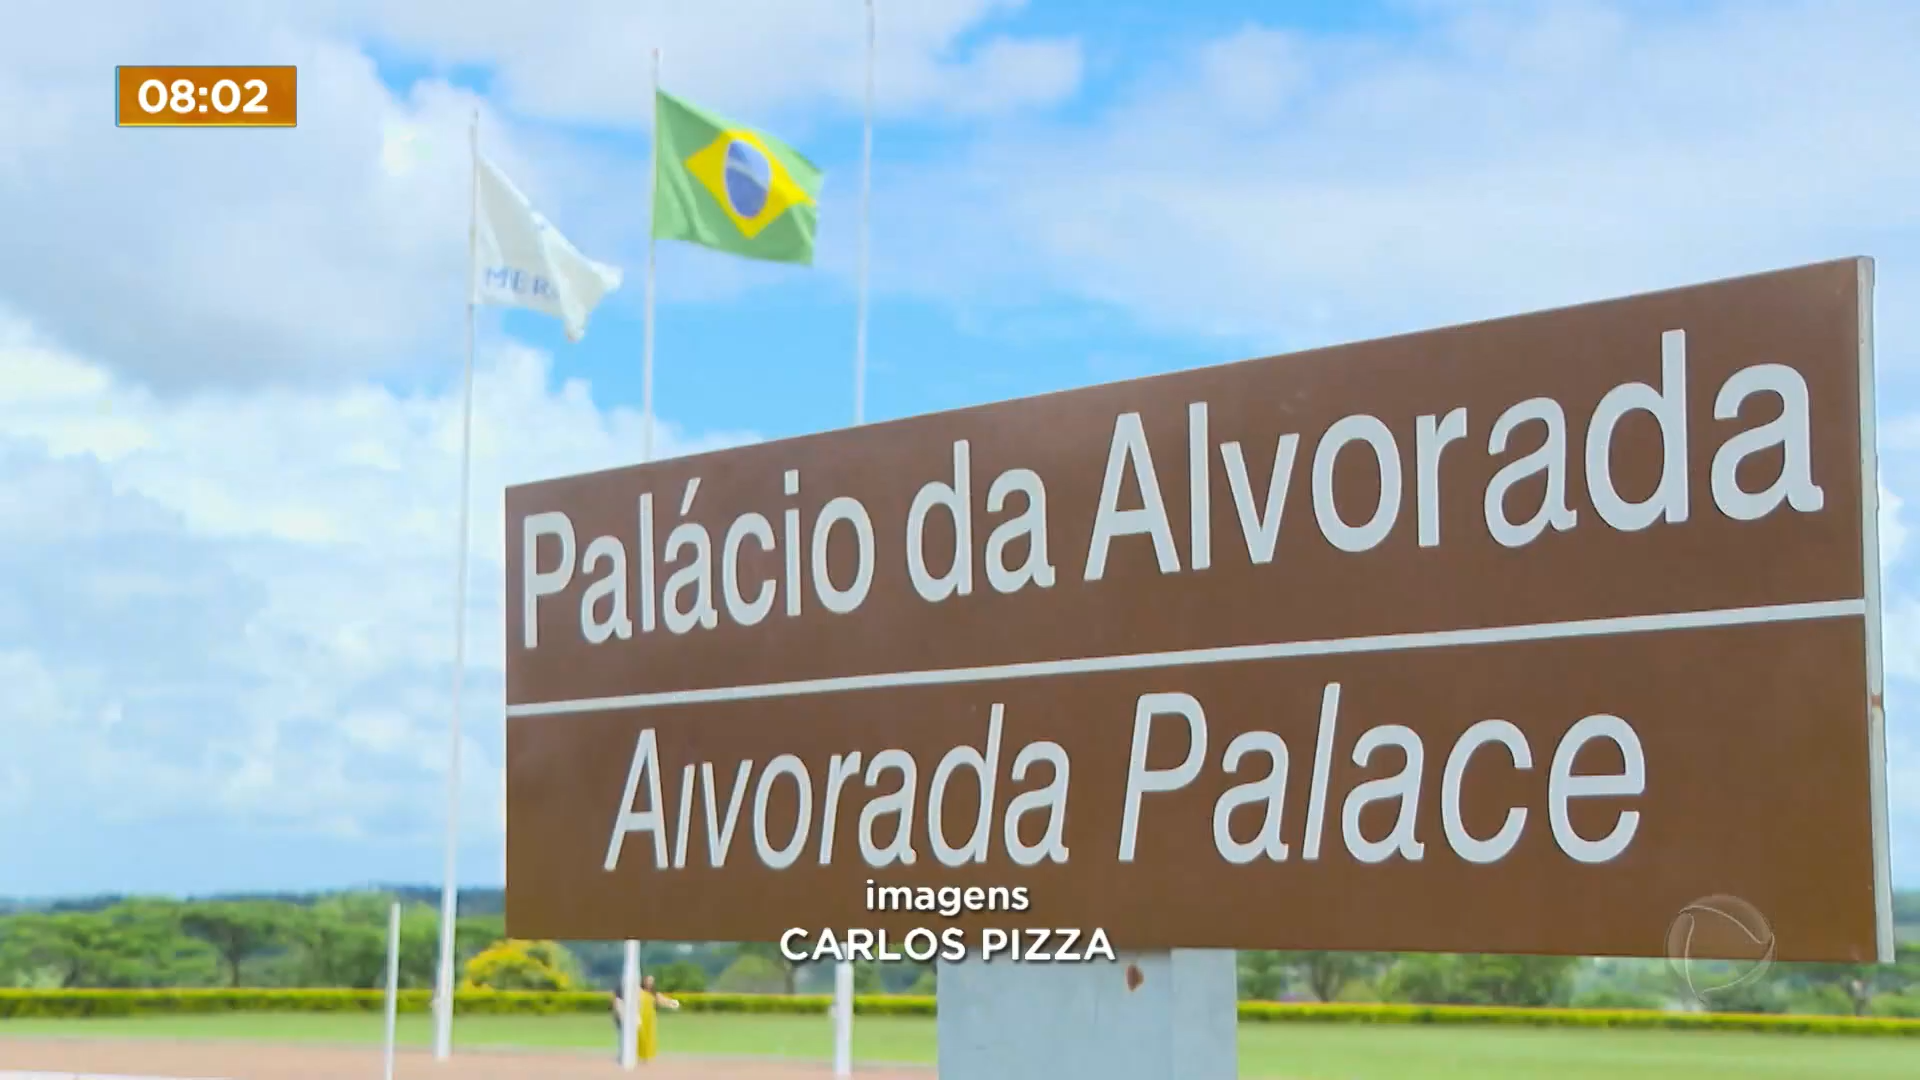 08:02
Palácio da Alvorada
Alvorada Palace
imagens
CARLOS PIZZA